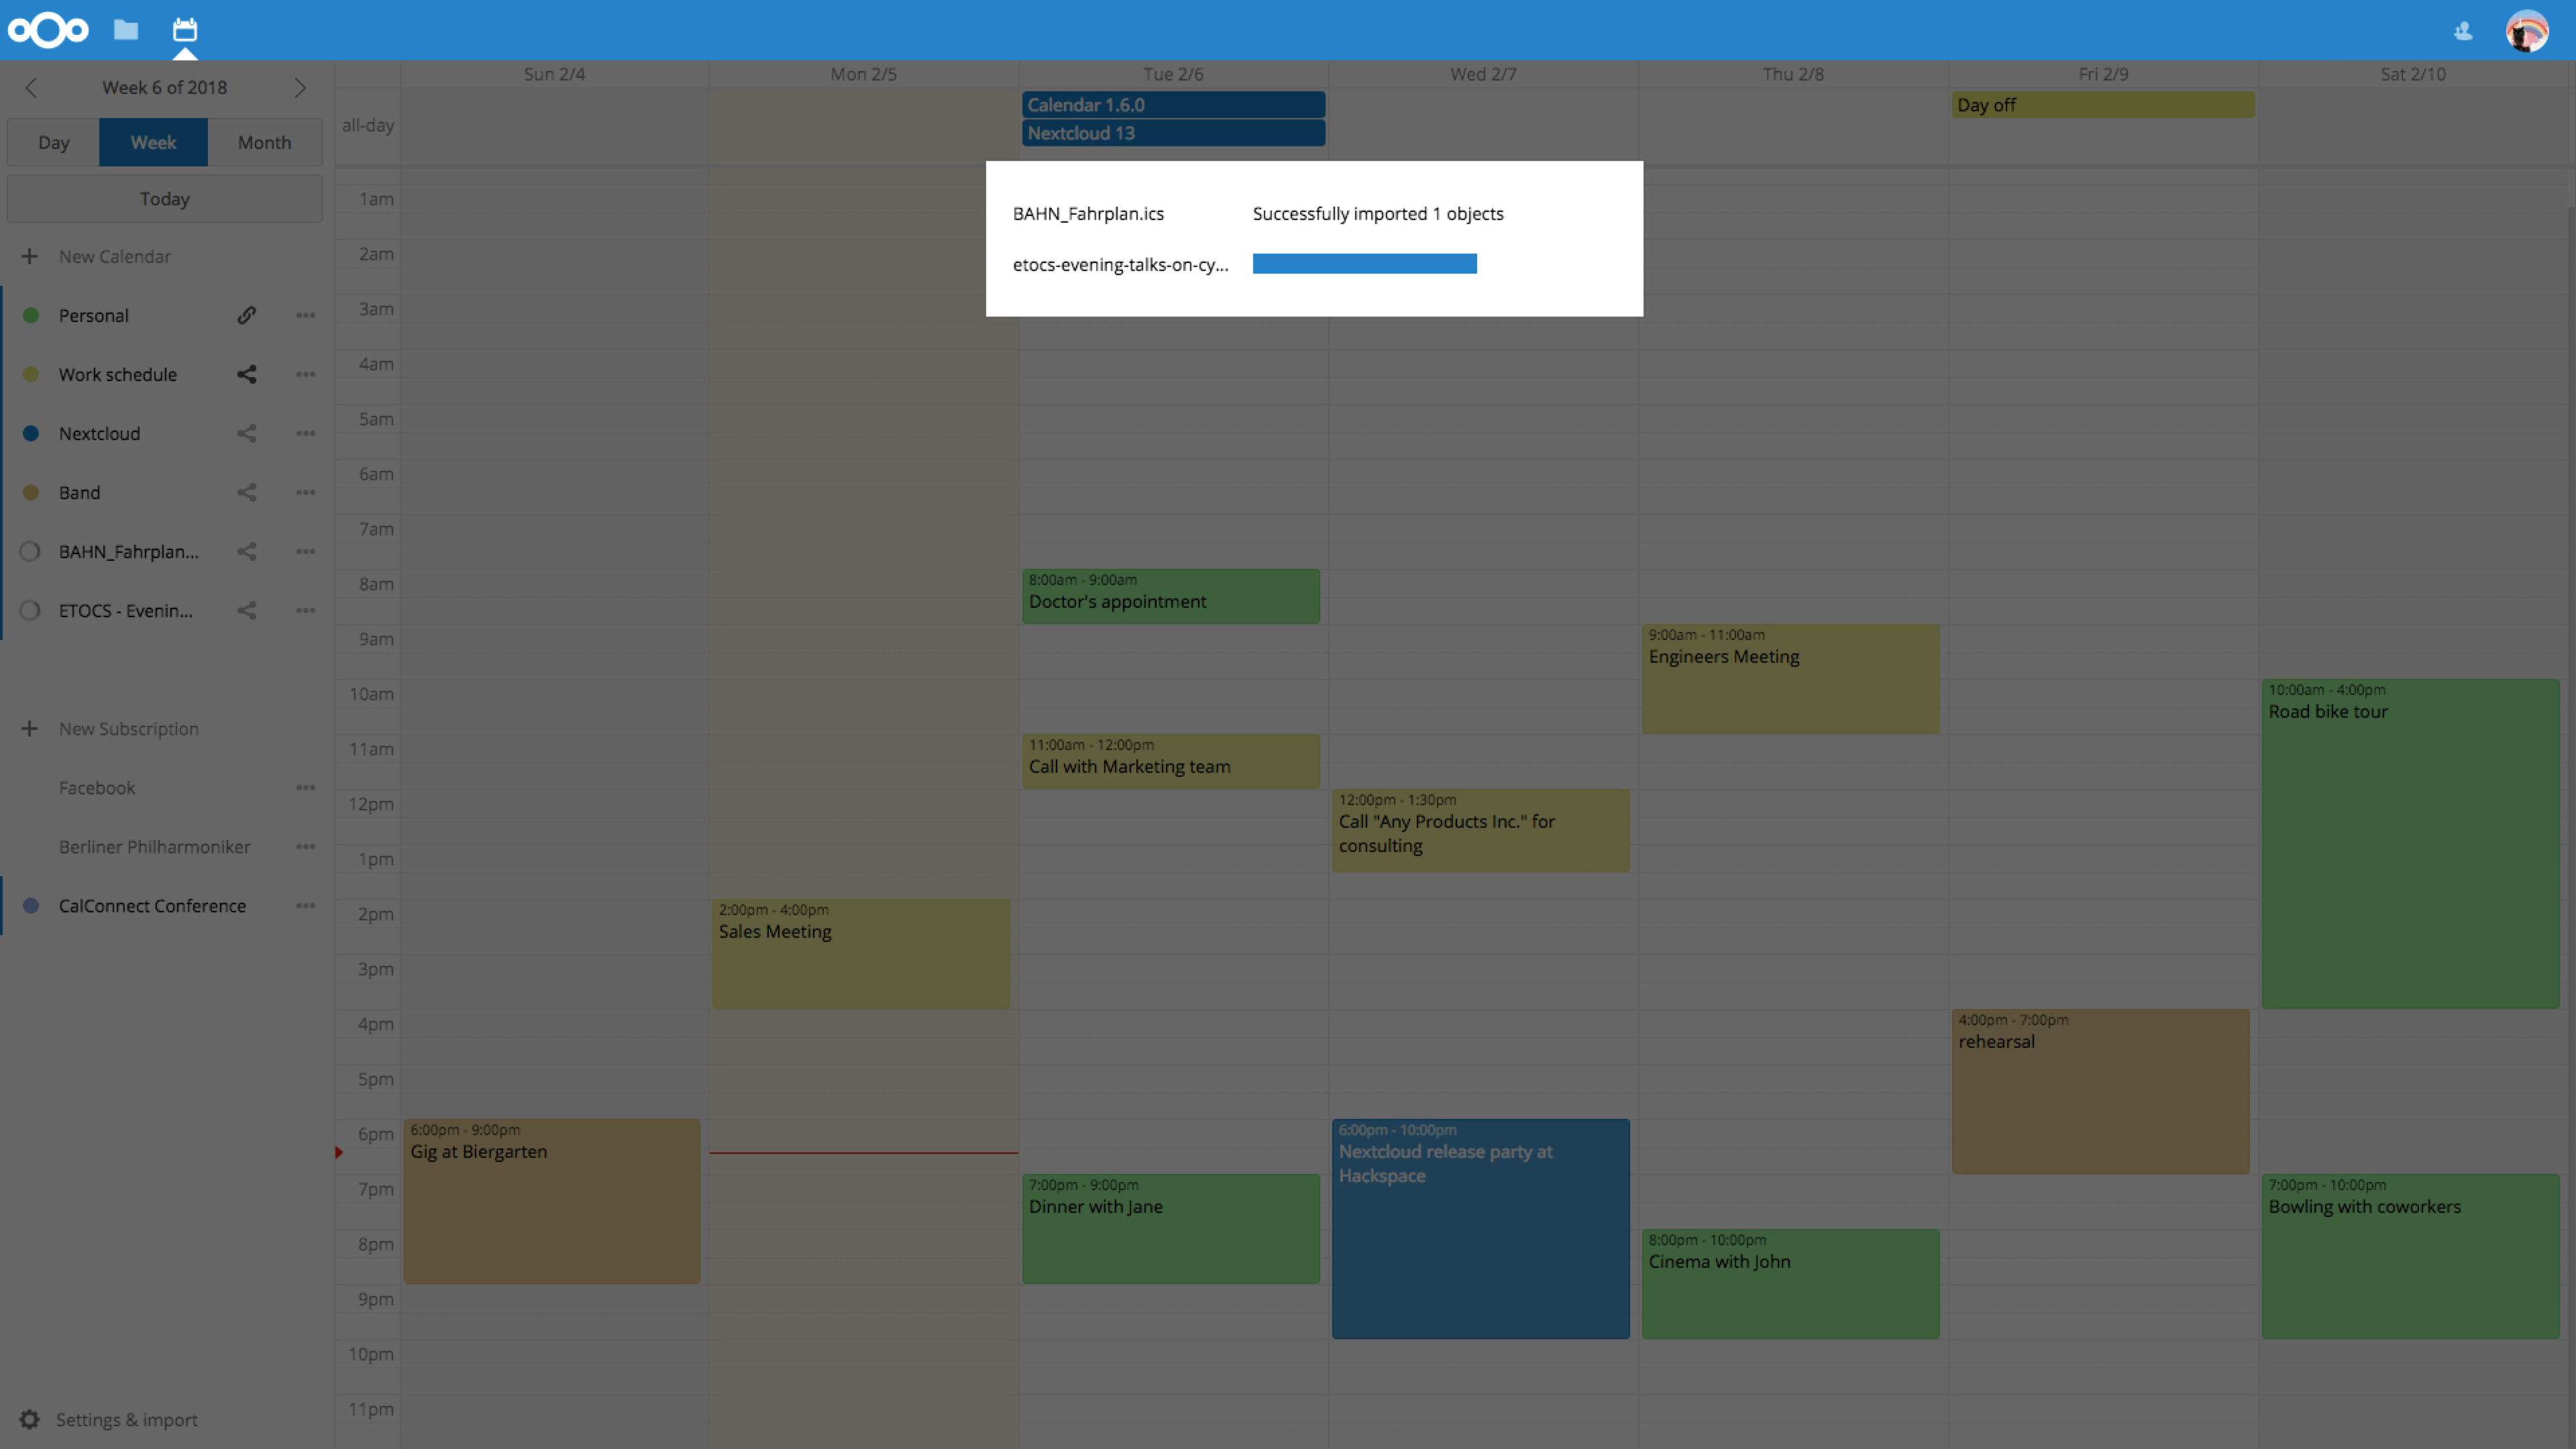 Week 6 of 2018
Day Week Month
Today
New Calendar
Personal
Work schedule
Nextcloud
Band
BAHN_Fahrplan...
ETOCS - Evenin...
New Subscription
Facebook
Berliner Philharmoniker
CalConnect Conference
Settings & import
Sun 2/4 Mon 2/5 Tue 2/6 Wed 2/7 Thu 2/8 Fri 2/9 Sat 2/10
all-day
Calendar 1.6.0
Nextcloud 13
Day off
BAHN_Fahrplan.ics Successfully imported 1 objects
etocs-evening-talks-on-cy...
1am
2am
3am
4am
5am
6am
7am
8am
9am
10am
11am
12pm
1pm
2pm
3pm
4pm
5pm
6pm
7pm
8pm
9pm
10pm
11pm
6:00pm - 9:00pm
Gig at Biergarten
2:00pm - 4:00pm
Sales Meeting
8:00am - 9:00am
Doctor's appointment
11:00am - 12:00pm
Call with Marketing team
7:00pm - 9:00pm
Dinner with Jane
12:00pm - 1:30pm
Call "Any Products Inc." for
consulting
6:00pm - 10:00pm
Nextcloud release party at
Hackspace
9:00am - 11:00am
Engineers Meeting
8:00pm - 10:00pm
Cinema with John
4:00pm - 7:00pm
rehearsal
10:00am - 4:00pm
Road bike tour
7:00pm - 10:00pm
Bowling with coworkers